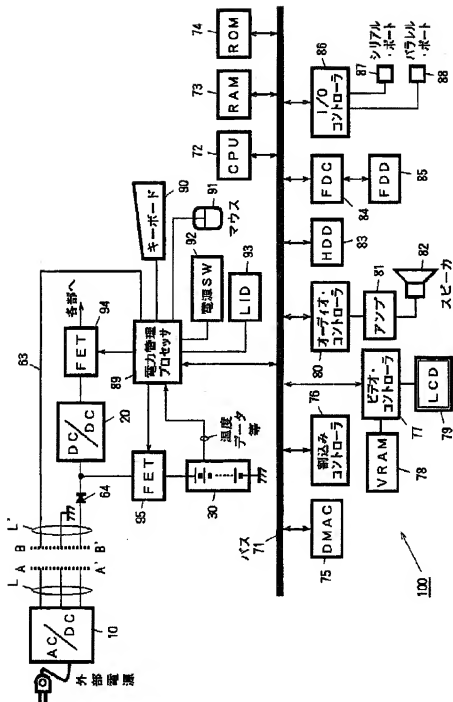 外部電源
AC/DC
10
L
A
A'
B
B'
L'
63
64
DC/DC
20
FET
94
各部へ
FET
95
30
温度
データ
等
電力管理
プロセッサ
89
キーボード
90
91
マウス
電源SW
92
LID
93
CPU
72
RAM
73
ROM
74
バス
71
DMAC
75
割込み
コントローラ
76
ビデオ・
コントローラ
77
VRAM
78
LCD
79
オーディオ・
コントローラ
80
アンプ
81
82
スピーカ
HDD
83
FDC
84
FDD
85
I/O
コントローラ
86
シリアル
・ポート
87
パラレル
・ポート
88
100